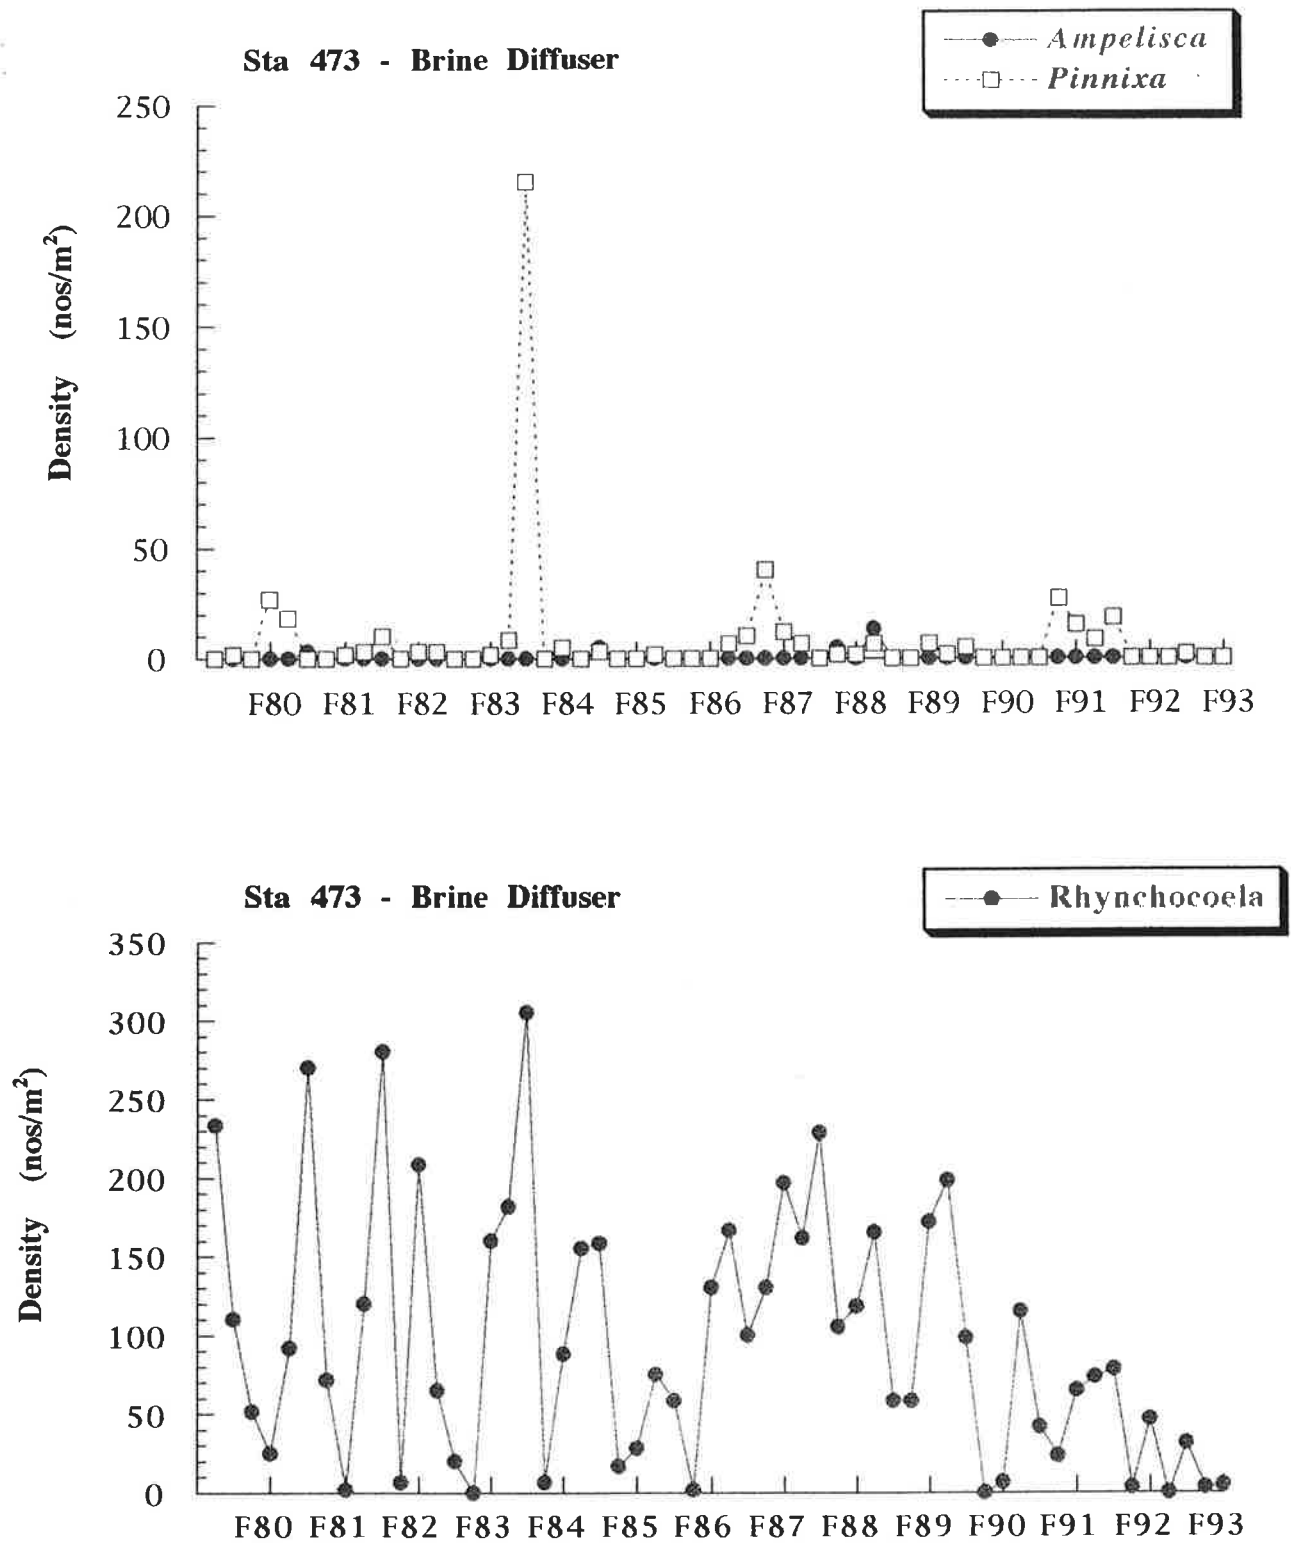 Sta 473 - Brine Diffuser
Ampelisca
Pinnixa
Density (nos/m²)
250
200
150
100
50
0
F80 F81 F82 F83 F84 F85 F86 F87 F88 F89 F90 F91 F92 F93
Sta 473 - Brine Diffuser
Rhynchocoela
Density (nos/m²)
350
300
250
200
150
100
50
0
F80 F81 F82 F83 F84 F85 F86 F87 F88 F89 F90 F91 F92 F93